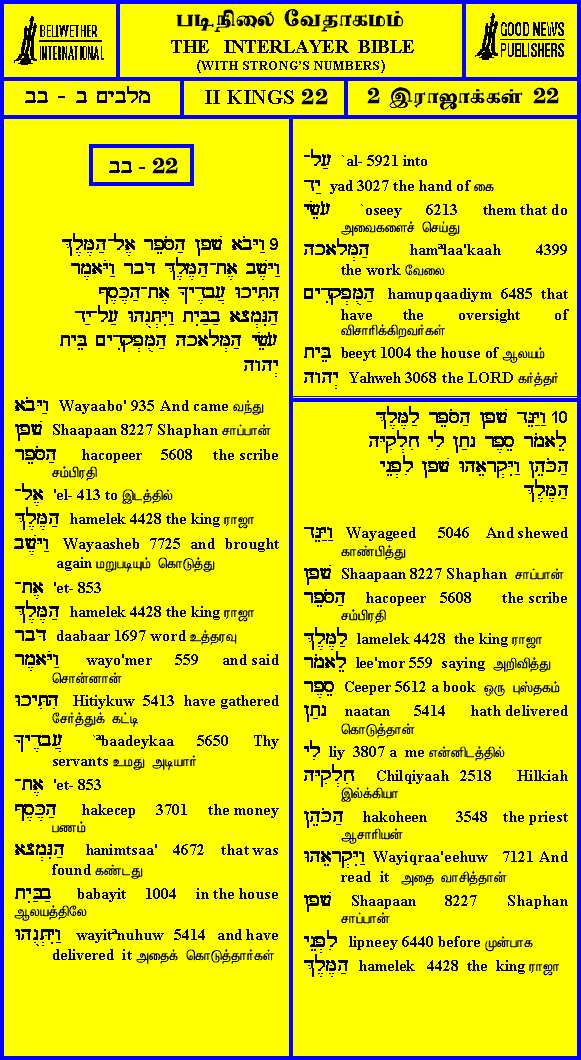 BELLWETHER
INTERNATIONAL
படிநிலை வேதாகமம்
THE INTERLAYER BIBLE
(WITH STRONG'S NUMBERS)
GOOD NEWS
PUBLISHERS
מלכים ב - כב
II KINGS 22
2 இராஜாக்கள் 22
כב - 22
9 וַיָּבֹא שָׁפָן הַסֹּפֵר אֶל־הַמֶּלֶךְ
וַיָּשֶׁב אֶת־הַמֶּלֶךְ דָּבָר וַיֹּאמֶר
הִתִּיכוּ עֲבָדֶיךָ אֶת־הַכֶּסֶף
הַנִּמְצָא בַבַּיִת וַיִּתְּנֻהוּ עַל־יַד
עֹשֵׂי הַמְּלָאכָה הַמֻּפְקָדִים בֵּית
יְהוָה
וַיָּבֹא Wayaabo' 935 And came வந்து
שָׁפָן Shaapaan 8227 Shaphan சாப்பான்
הַסֹּפֵר hacopeer 5608 the scribe
சம்பிரதி
אֶל־ 'el- 413 to இடத்தில்
הַמֶּלֶךְ hamelek 4428 the king ராஜா
וַיָּשֶׁב Wayaasheb 7725 and brought
again மறுபடியும் கொடுத்து
אֶת־ 'et- 853
הַמֶּלֶךְ hamelek 4428 the king ராஜா
דָּבָר daabaar 1697 word உத்தரவு
וַיֹּאמֶר wayo'mer 559 and said
சொன்னான்
הִתִּיכוּ Hitiykuw 5413 have gathered
சேர்த்துக் கட்டி
עֲבָדֶיךָ `ªbaadeykaa 5650 Thy
servants உமது அடியார்
אֶת־ 'et- 853
הַכֶּסֶף hakecep 3701 the money
பணம்
הַנִּמְצָא hanimtsaa' 4672 that was
found கண்டது
בַבַּיִת babayit 1004 in the house
ஆலயத்திலே
וַיִּתְּנֻהוּ wayitªnuhuw 5414 and have
delivered it அதைக் கொடுத்தார்கள்
עַל־ `al- 5921 into
יַד yad 3027 the hand of கை
עֹשֵׂי `oseey 6213 them that do
அவைகளைச் செய்து
הַמְּלָאכָה hamªlaa'kaah 4399
the work வேலை
הַמֻּפְקָדִים hamupqaadiym 6485 that
have the oversight of
விசாரிக்கிறவர்கள்
בֵּית beeyt 1004 the house of ஆலயம்
יְהוָה Yahweh 3068 the LORD கர்த்தர்
10 וַיַּגֵּד שָׁפָן הַסֹּפֵר לַמֶּלֶךְ
לֵאמֹר סֵפֶר נָתַן לִי חִלְקִיָּה
הַכֹּהֵן וַיִּקְרָאֵהוּ שָׁפָן לִפְנֵי
הַמֶּלֶךְ
וַיַּגֵּד Wayageed 5046 And shewed
காண்பித்து
שָׁפָן Shaapaan 8227 Shaphan சாப்பான்
הַסֹּפֵר hacopeer 5608 the scribe
சம்பிரதி
לַמֶּלֶךְ lamelek 4428 the king ராஜா
לֵאמֹר lee'mor 559 saying அறிவித்து
סֵפֶר Ceeper 5612 a book ஒரு புஸ்தகம்
נָתַן naatan 5414 hath delivered
கொடுத்தான்
לִי liy 3807 a me என்னிடத்தில்
חִלְקִיָּה Chilqiyaah 2518 Hilkiah
இல்க்கியா
הַכֹּהֵן hakoheen 3548 the priest
ஆசாரியன்
וַיִּקְרָאֵהוּ Wayiqraa'eehuw 7121 And
read it அதை வாசித்தான்
שָׁפָן Shaapaan 8227 Shaphan
சாப்பான்
לִפְנֵי lipneey 6440 before முன்பாக
הַמֶּלֶךְ hamelek 4428 the king ராஜா